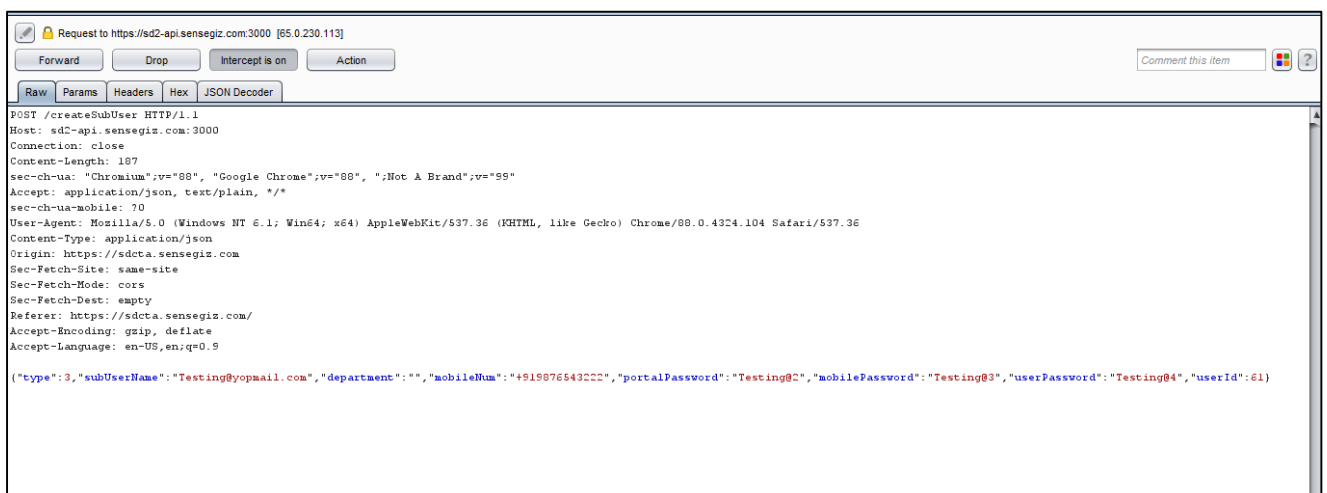 Request to https://sd2-api.sensegiz.com:3000 [65.0.230.113]
Forward Drop Intercept is on Action Comment this item ?
Raw Params Headers Hex JSON Decoder
POST /createSubUser HTTP/1.1
Host: sd2-api.sensegiz.com:3000
Connection: close
Content-Length: 187
sec-ch-ua: "Chromium";v="88", "Google Chrome";v="88", ";Not A Brand";v="99"
Accept: application/json, text/plain, */*
sec-ch-ua-mobile: ?0
User-Agent: Mozilla/5.0 (Windows NT 6.1; Win64; x64) AppleWebKit/537.36 (KHTML, like Gecko) Chrome/88.0.4324.104 Safari/537.36
Content-Type: application/json
Origin: https://sdcta.sensegiz.com
Sec-Fetch-Site: same-site
Sec-Fetch-Mode: cors
Sec-Fetch-Dest: empty
Referer: https://sdcta.sensegiz.com/
Accept-Encoding: gzip, deflate
Accept-Language: en-US,en;q=0.9
{"type":3,"subUserName":"Testing@yopmail.com","department":"","mobileNum":"+919876543222","portalPassword":"Testing@2","mobilePassword":"Testing@3","userPassword":"Testing@4","userId":61}